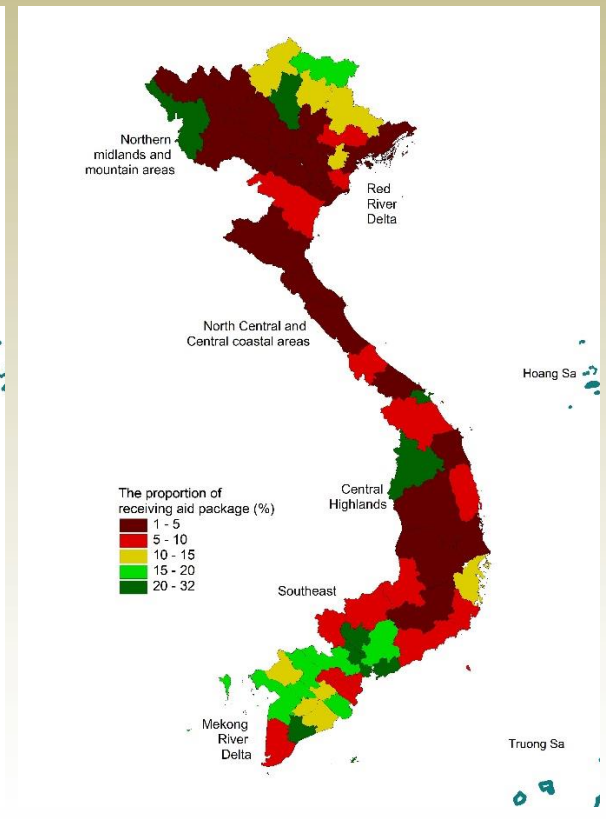 Northern
midlands and
mountain areas
Red
River
Delta
North Central and
Central coastal areas
Hoang Sa
Central
Highlands
The proportion of
receiving aid package (%)
1 - 5
5 - 10
10 - 15
15 - 20
20 - 32
Southeast
Mekong
River
Delta
Truong Sa